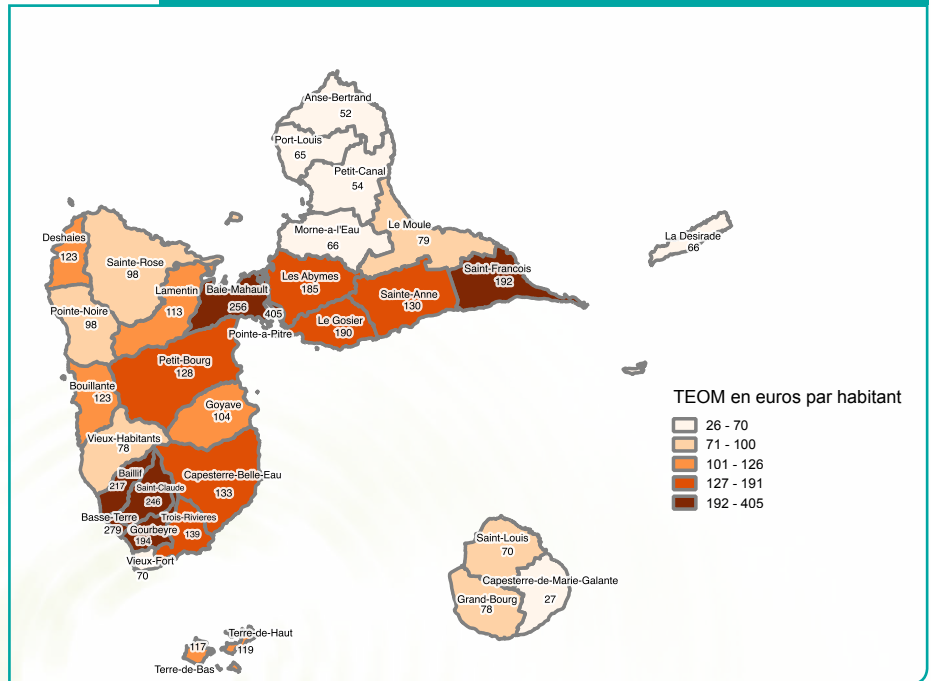 Anse-Bertrand
52
Port-Louis
65
Petit-Canal
54
Morne-a-l'Eau
66
Le Moule
79
La Desirade
66
Deshaies
123
Sainte-Rose
98
Lamentin
113
Baie-Mahault
256
405
Pointe-a-Pitre
Les Abymes
185
Le Gosier
190
Sainte-Anne
130
Saint-Francois
192
Pointe-Noire
98
Petit-Bourg
128
Bouillante
123
Goyave
104
Vieux-Habitants
78
Baillif
217
Saint-Claude
246
Capesterre-Belle-Eau
133
Basse-Terre
279
Gourbeyre
194
Trois-Rivieres
139
Vieux-Fort
70
TEOM en euros par habitant
26 - 70
71 - 100
101 - 126
127 - 191
192 - 405
Saint-Louis
70
Capesterre-de-Marie-Galante
27
Grand-Bourg
78
Terre-de-Haut
119
117
Terre-de-Bas